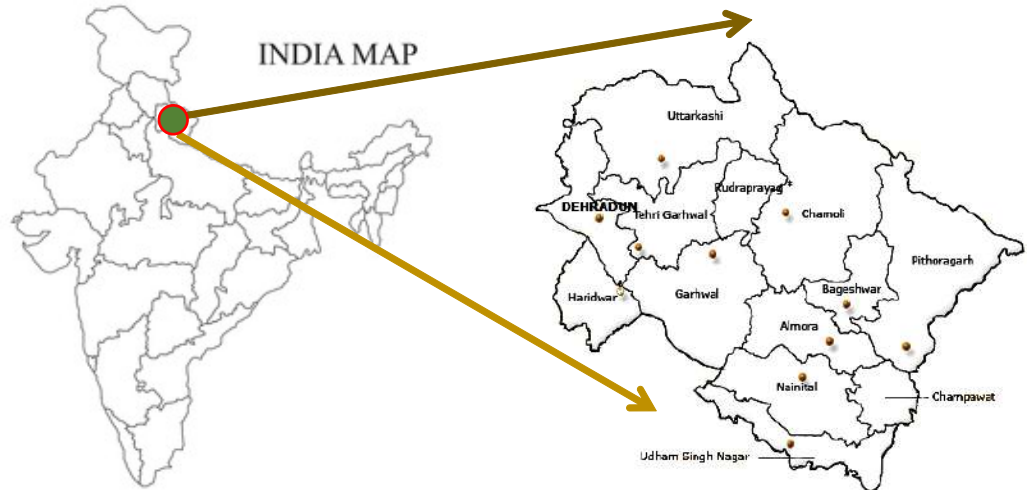 INDIA MAP
Uttarkashi
Rudraprayag
DEHRADUN
Tehri Garhwal
Chamoli
Pithoragarh
Haridwar
Garhwal
Bageshwar
Almora
Nainital
Champawat
Udham Singh Nagar